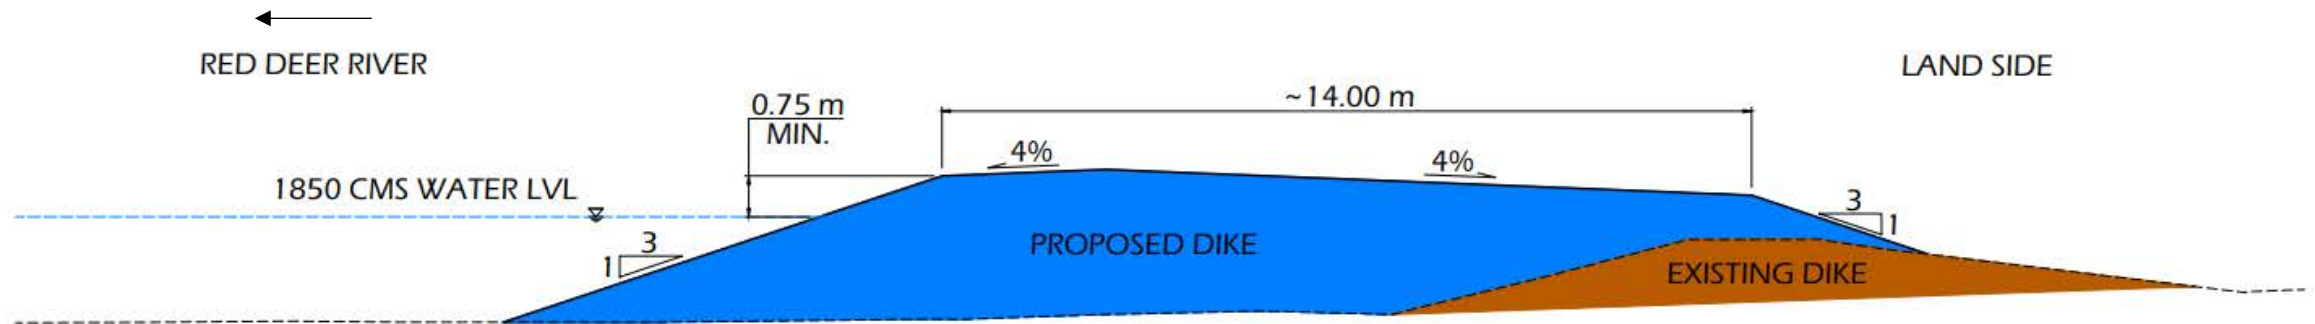 RED DEER RIVER
LAND SIDE
0.75 m
MIN.
~14.00 m
4%
4%
1850 CMS WATER LVL
3
1
3
1
PROPOSED DIKE
EXISTING DIKE